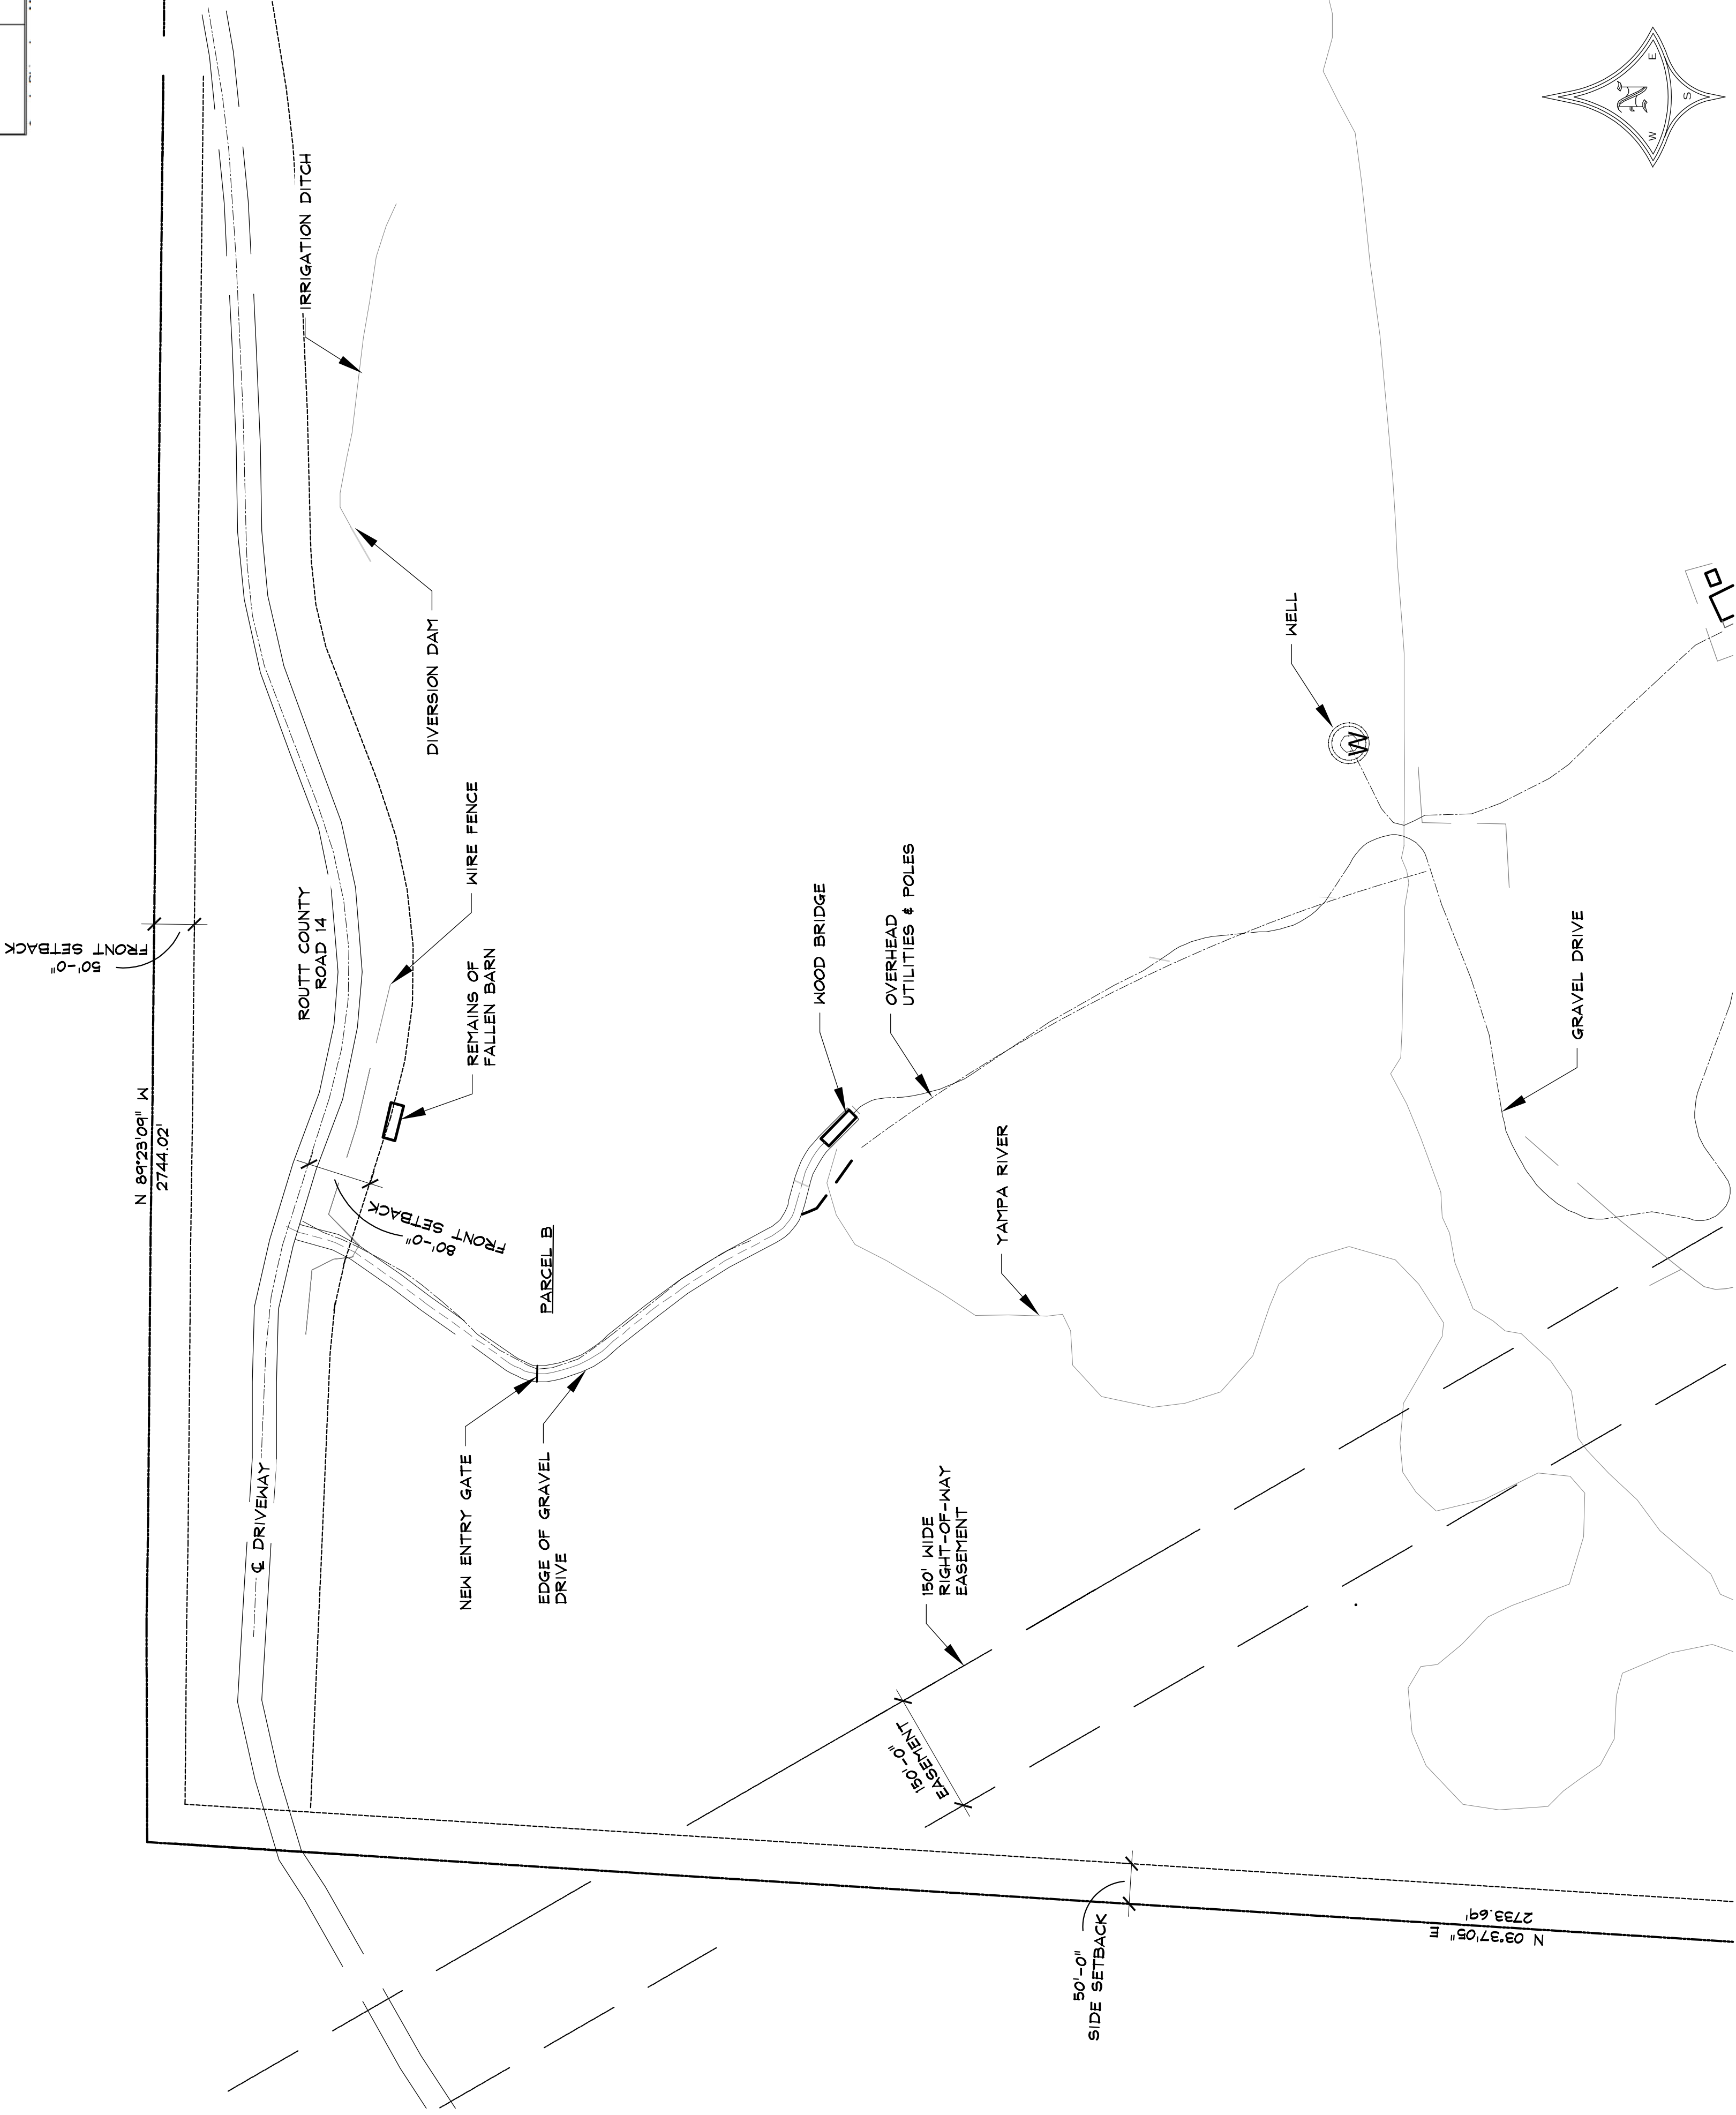 IRRIGATION DITCH
DIVERSION DAM
WIRE FENCE
50'-0"
FRONT SETBACK
ROUTT COUNTY
ROAD 14
REMAINS OF
FALLEN BARN
N 89°23'09" W
2744.02'
80'-0"
FRONT SETBACK
℄ DRIVEWAY
PARCEL B
NEW ENTRY GATE
EDGE OF GRAVEL
DRIVE
WOOD BRIDGE
OVERHEAD
UTILITIES & POLES
YAMPA RIVER
150' WIDE
RIGHT-OF-WAY
EASEMENT
150'-0"
EASEMENT
WELL
W
GRAVEL DRIVE
50'-0"
SIDE SETBACK
N 03°37'05" E
2733.69'
N
W
E
S